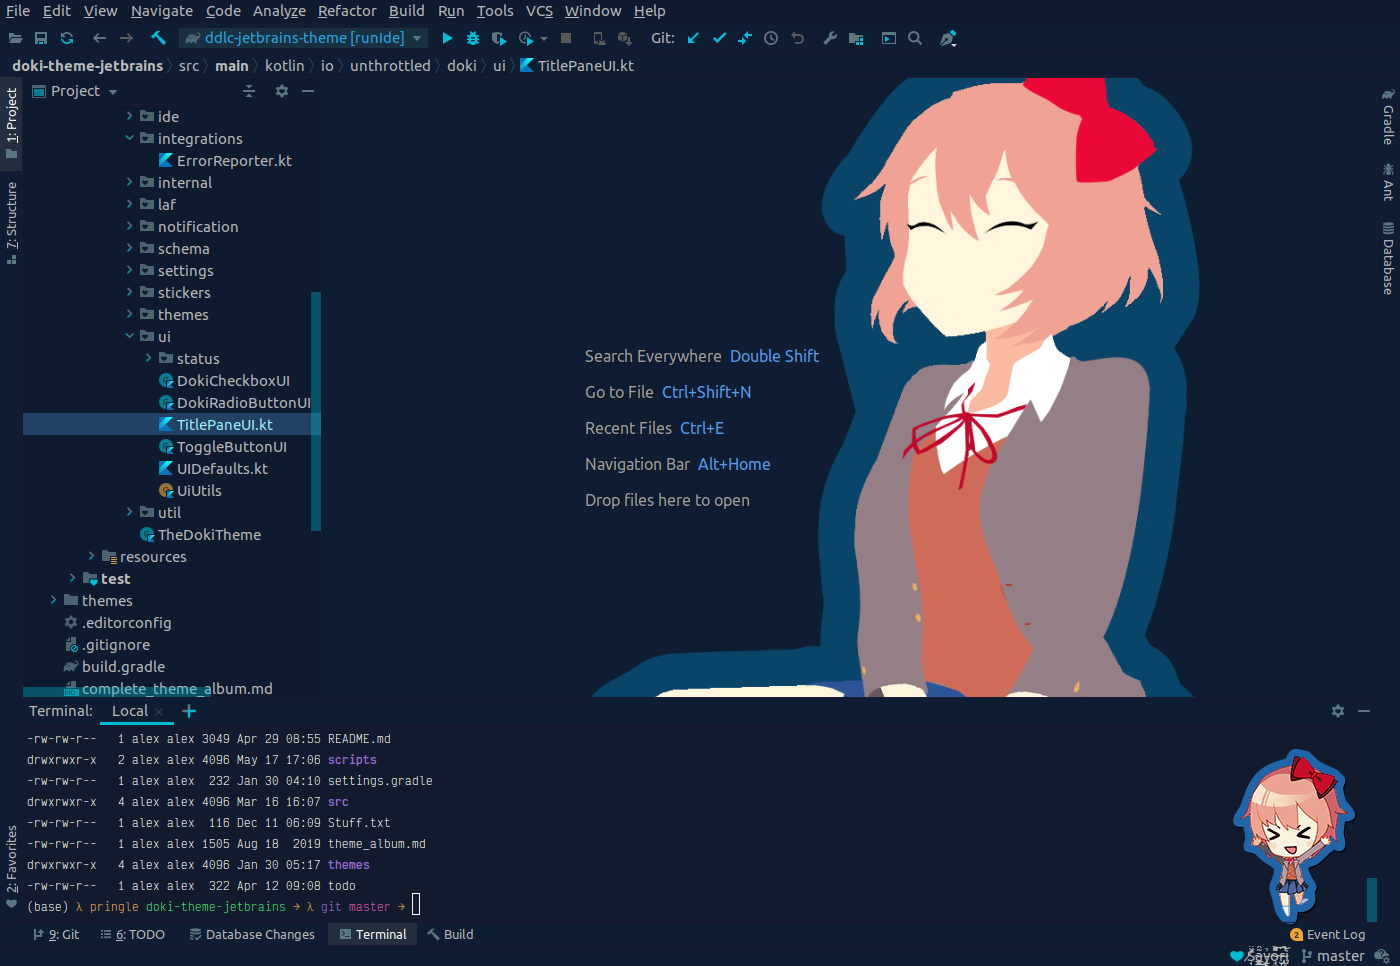 File Edit View Navigate Code Analyze Refactor Build Run Tools VCS Window Help
ddlc-jetbrains-theme [runIde] Git:
doki-theme-jetbrains src main kotlin io unthrottled doki ui TitlePaneUI.kt
1: Project
7: Structure
2: Favorites
Project
ide
integrations
ErrorReporter.kt
internal
laf
notification
schema
settings
stickers
themes
ui
status
DokiCheckboxUI
DokiRadioButtonUI
TitlePaneUI.kt
ToggleButtonUI
UIDefaults.kt
UiUtils
util
TheDokiTheme
resources
test
themes
.editorconfig
.gitignore
build.gradle
complete_theme_album.md
Search Everywhere Double Shift
Go to File Ctrl+Shift+N
Recent Files Ctrl+E
Navigation Bar Alt+Home
Drop files here to open
Gradle
Ant
Database
Terminal: Local
-rw-rw-r-- 1 alex alex 3049 Apr 29 08:55 README.md
drwxrwxr-x 2 alex alex 4096 May 17 17:06 scripts
-rw-rw-r-- 1 alex alex 232 Jan 30 04:10 settings.gradle
drwxrwxr-x 4 alex alex 4096 Mar 16 16:07 src
-rw-rw-r-- 1 alex alex 116 Dec 11 06:09 Stuff.txt
-rw-rw-r-- 1 alex alex 1505 Aug 18 2019 theme_album.md
drwxrwxr-x 4 alex alex 4096 Jan 30 05:17 themes
-rw-rw-r-- 1 alex alex 322 Apr 12 09:08 todo
(base) λ pringle doki-theme-jetbrains → λ git master →
9: Git 6: TODO Database Changes Terminal Build 2 Event Log
Sayori master